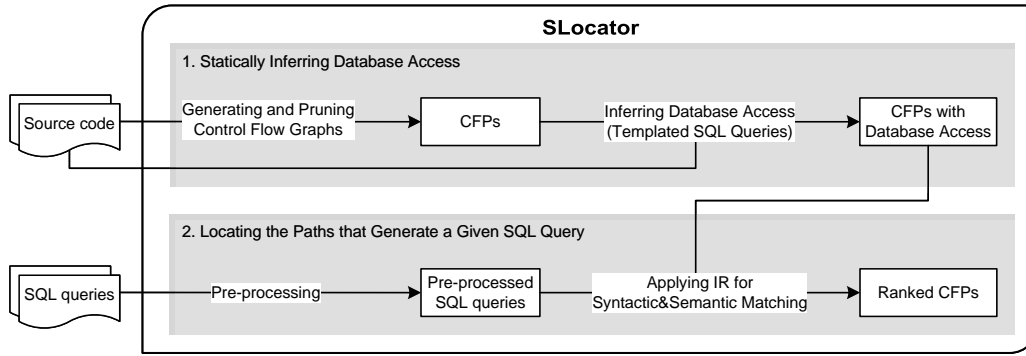 SLocator
1. Statically Inferring Database Access
Source code
Generating and Pruning
Control Flow Graphs
CFPs
Inferring Database Access
(Templated SQL Queries)
CFPs with
Database Access
2. Locating the Paths that Generate a Given SQL Query
SQL queries
Pre-processing
Pre-processed
SQL queries
Applying IR for
Syntactic&Semantic Matching
Ranked CFPs